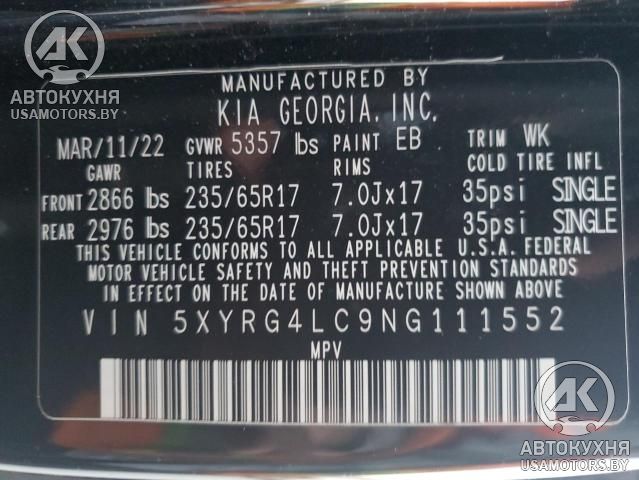 AK
АВТОКУХНЯ
USAMOTORS.BY
MANUFACTURED BY
KIA GEORGIA, INC.
MAR/11/22 GVWR 5357 lbs PAINT EB TRIM WK
GAWR TIRES RIMS COLD TIRE INFL
FRONT 2866 lbs 235/65R17 7.0Jx17 35psi SINGLE
REAR 2976 lbs 235/65R17 7.0Jx17 35psi SINGLE
THIS VEHICLE CONFORMS TO ALL APPLICABLE U.S.A. FEDERAL
MOTOR VEHICLE SAFETY AND THEFT PREVENTION STANDARDS
IN EFFECT ON THE DATE OF MANUFACTURE SHOWN ABOVE.
VIN 5XYRG4LC9NG111552
MPV
AK
АВТОКУХНЯ
USAMOTORS.BY